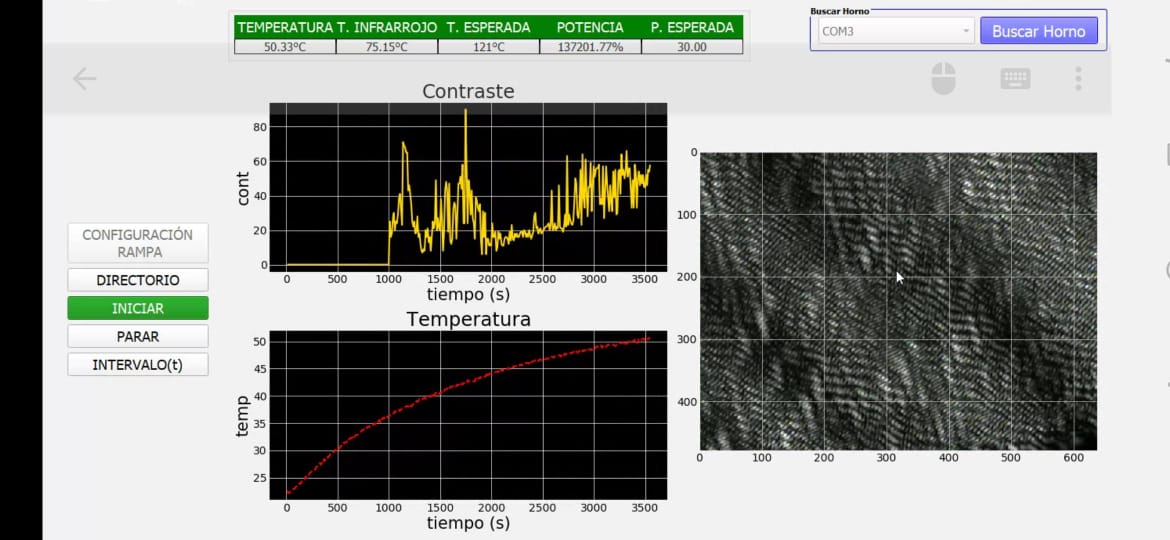 Buscar Horno
TEMPERATURA T. INFRARROJO T. ESPERADA POTENCIA P. ESPERADA
50.33ºC 75.15ºC 121ºC 137201.77% 30.00
COM3
Buscar Horno
Contraste
80
60
40
20
0
cont
0 500 1000 1500 2000 2500 3000 3500
tiempo (s)
CONFIGURACIÓN
RAMPA
DIRECTORIO
INICIAR
PARAR
INTERVALO(t)
Temperatura
50
45
40
35
30
25
temp
0 500 1000 1500 2000 2500 3000 3500
tiempo (s)
0
100
200
300
400
0 100 200 300 400 500 600